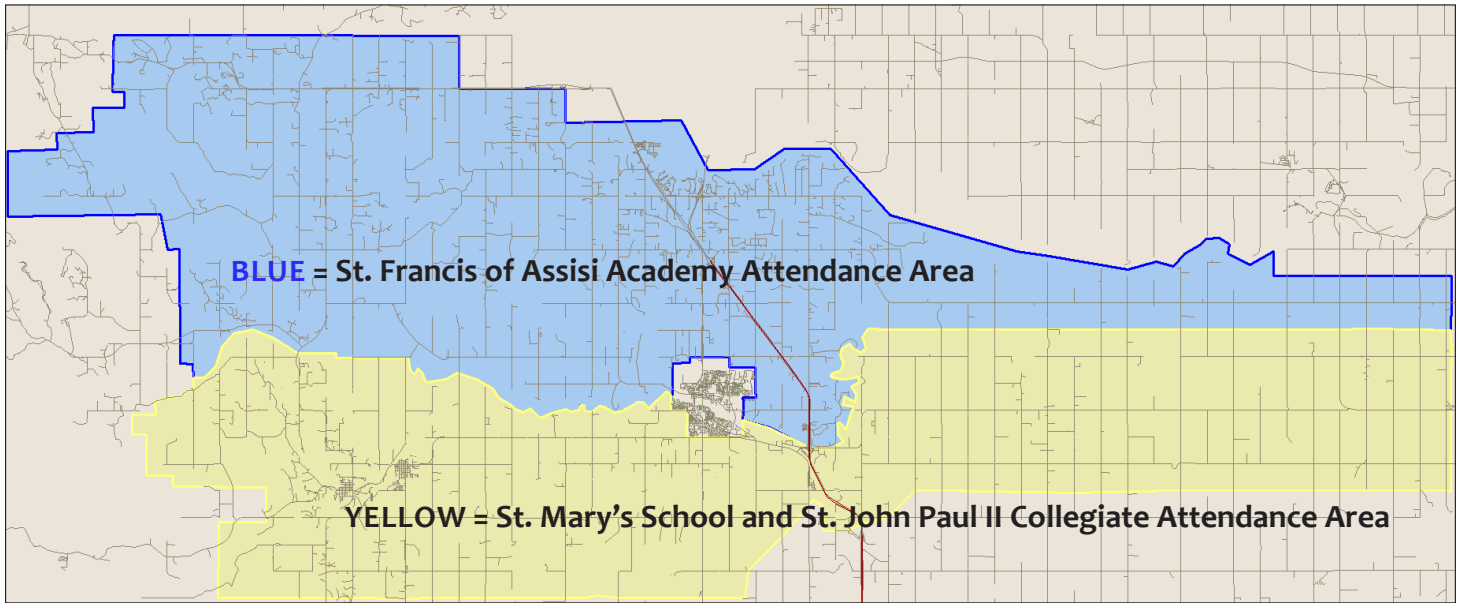 BLUE = St. Francis of Assisi Academy Attendance Area
YELLOW = St. Mary’s School and St. John Paul II Collegiate Attendance Area